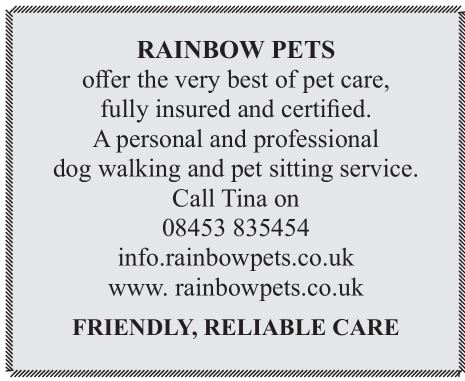 RAINBOW PETS
offer the very best of pet care,
fully insured and certified.
A personal and professional
dog walking and pet sitting service.
Call Tina on
08453 835454
info.rainbowpets.co.uk
www. rainbowpets.co.uk
FRIENDLY, RELIABLE CARE